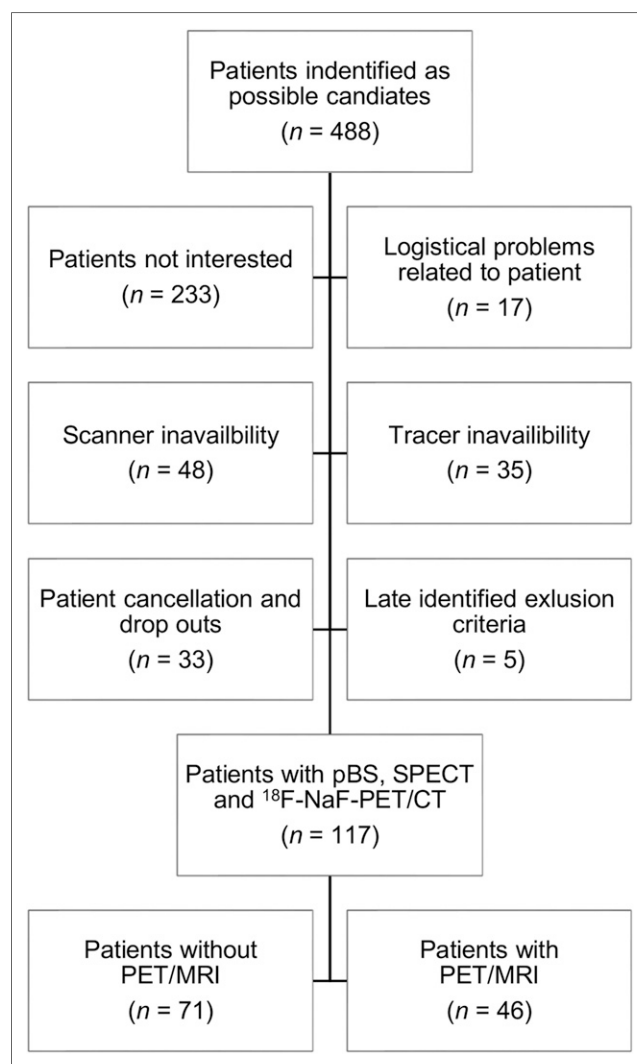 Patients indentified as
possible candiates
(n = 488)
Patients not interested
(n = 233)
Logistical problems
related to patient
(n = 17)
Scanner inavailbility
(n = 48)
Tracer inavailibility
(n = 35)
Patient cancellation and
drop outs
(n = 33)
Late identified exlusion
criteria
(n = 5)
Patients with pBS, SPECT
and ¹⁸F-NaF-PET/CT
(n = 117)
Patients without
PET/MRI
(n = 71)
Patients with
PET/MRI
(n = 46)